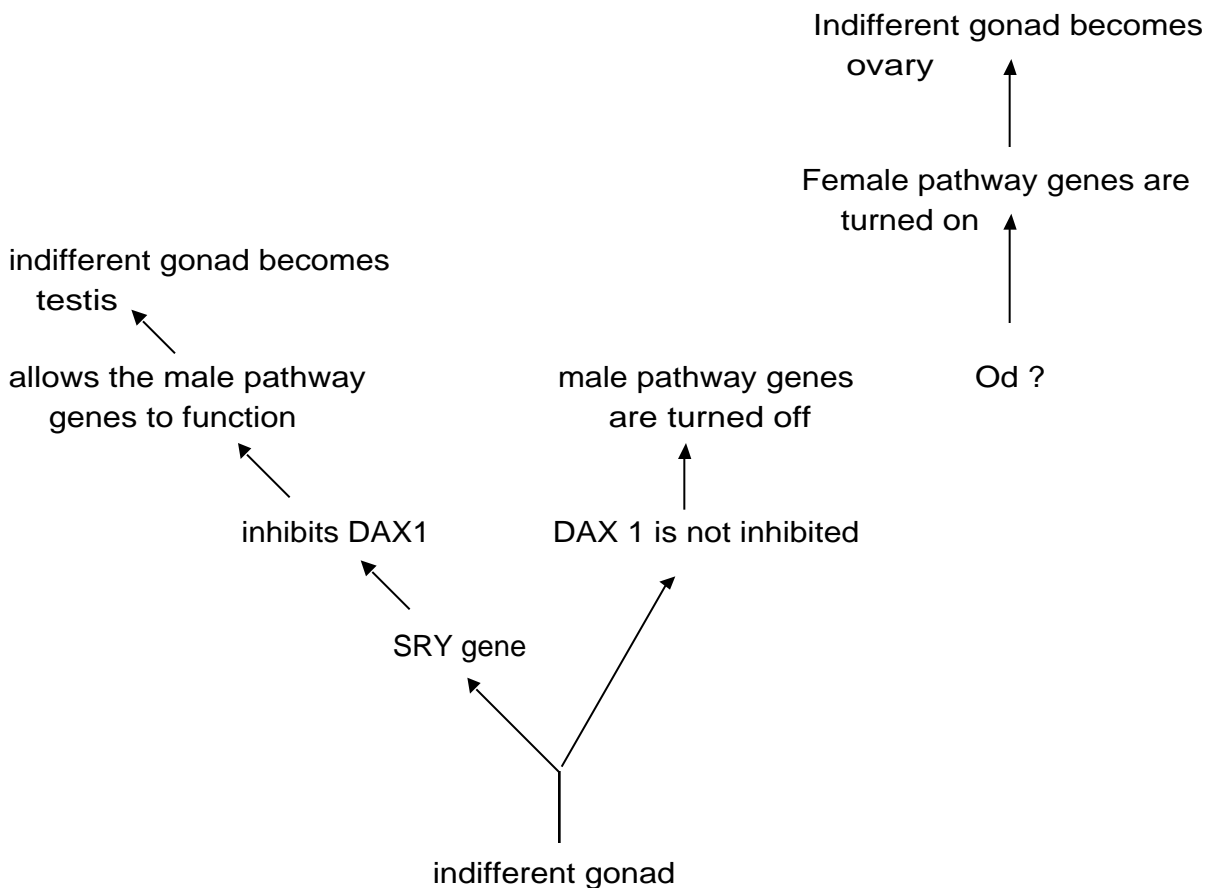 Indifferent gonad becomes
ovary
Female pathway genes are
turned on
indifferent gonad becomes
testis
allows the male pathway
genes to function
male pathway genes
are turned off
Od ?
inhibits DAX1
DAX 1 is not inhibited
SRY gene
indifferent gonad